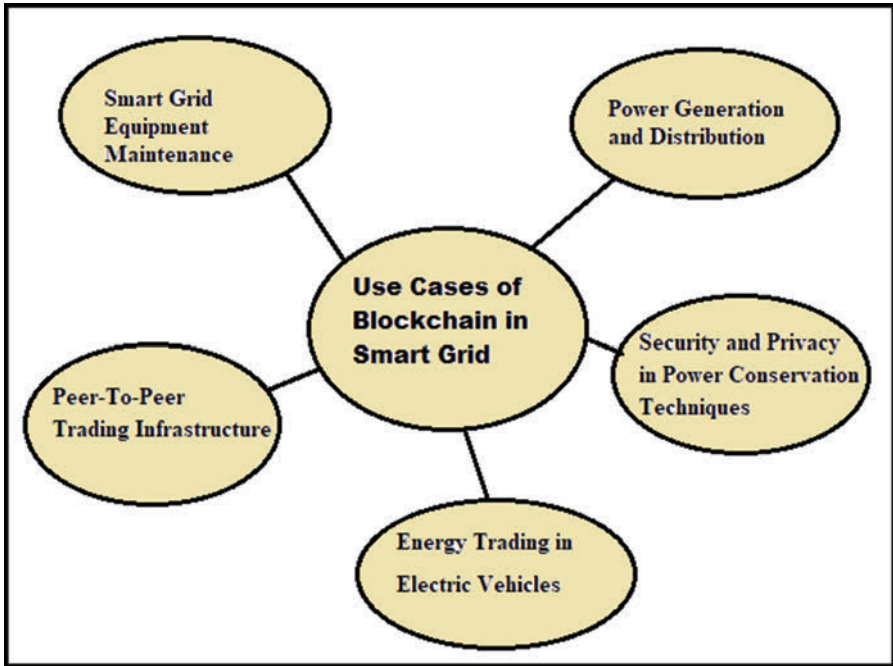 Smart Grid
Equipment
Maintenance
Power Generation
and Distribution
Use Cases of
Blockchain in
Smart Grid
Security and Privacy
in Power Conservation
Techniques
Peer-To-Peer
Trading Infrastructure
Energy Trading in
Electric Vehicles